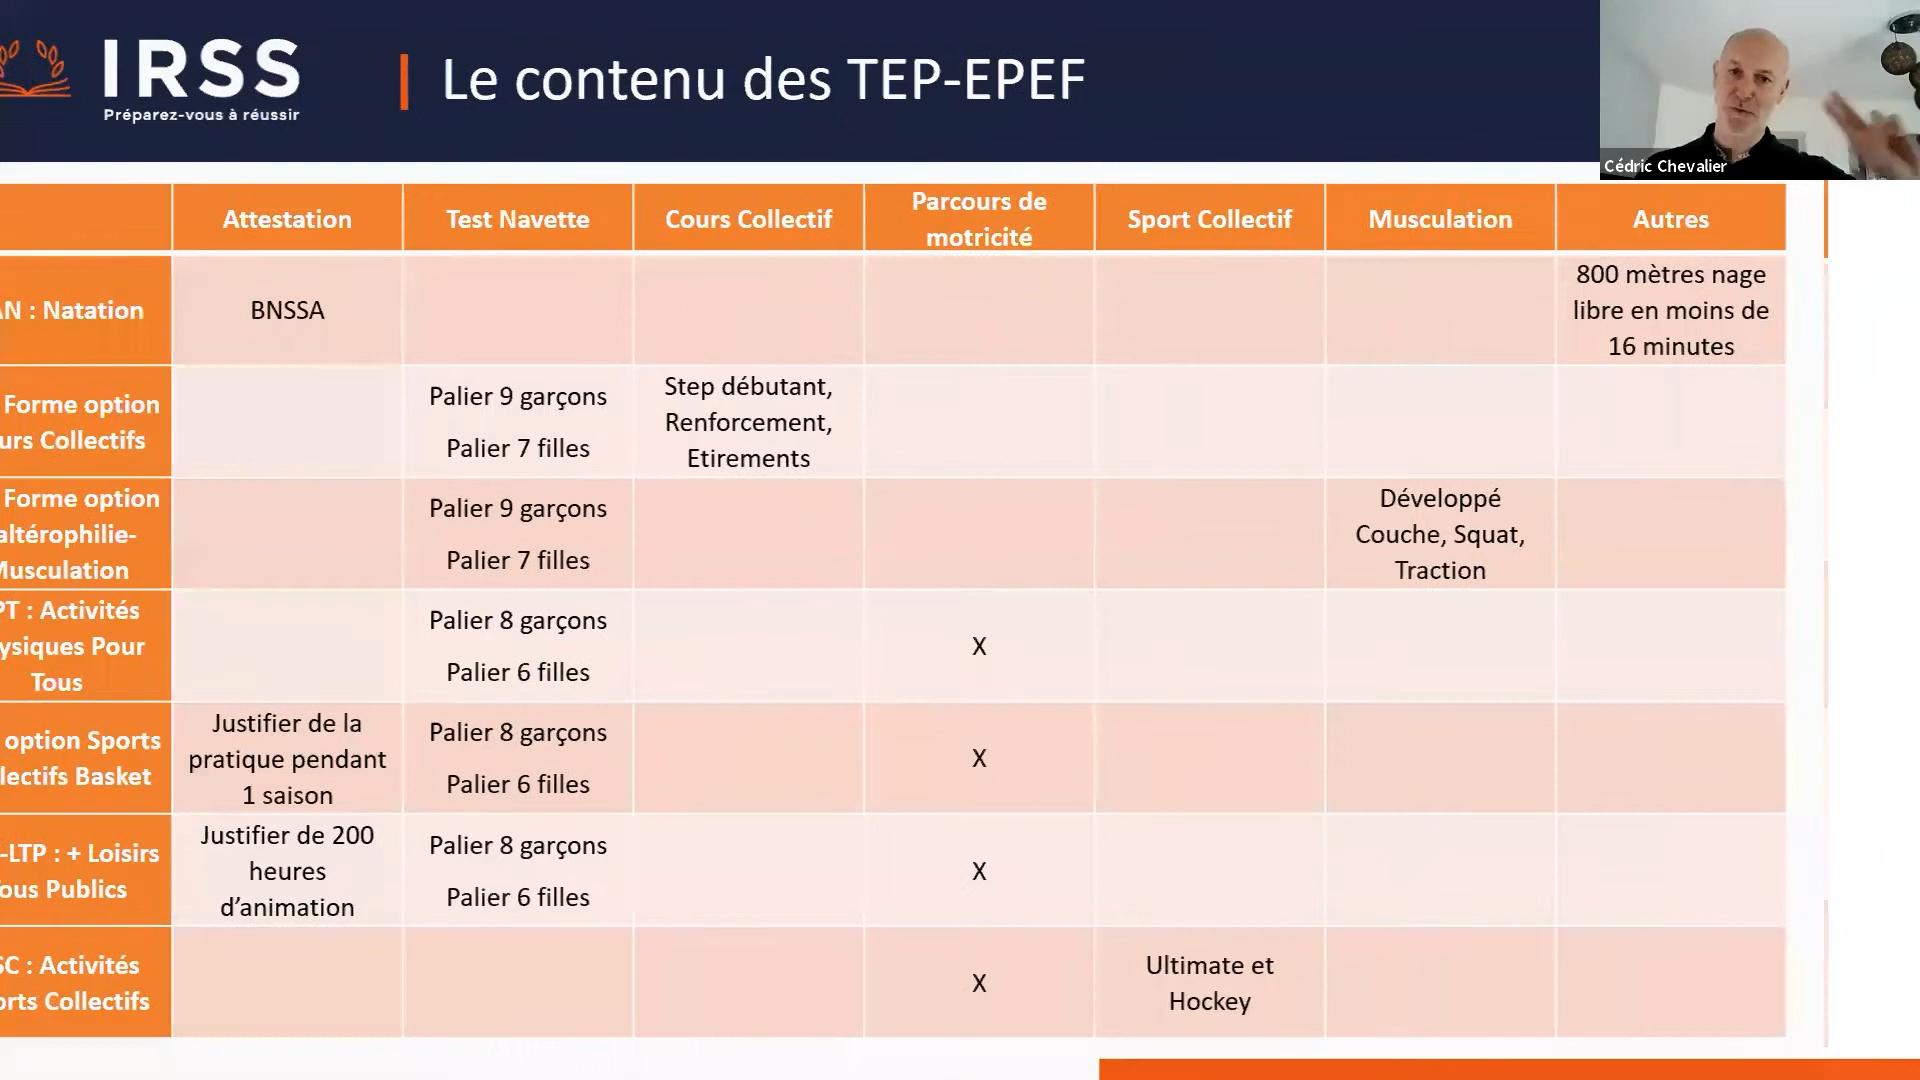 IRSS
Préparez-vous à réussir
Le contenu des TEP-EPEF
Cédric Chevalier
Attestation
Test Navette
Cours Collectif
Parcours de
motricité
Sport Collectif
Musculation
Autres
AN : Natation
BNSSA
800 mètres nage
libre en moins de
16 minutes
Forme option
urs Collectifs
Palier 9 garçons
Palier 7 filles
Step débutant,
Renforcement,
Etirements
Forme option
altérophilie-
Musculation
Palier 9 garçons
Palier 7 filles
Développé
Couche, Squat,
Traction
PT : Activités
ysiques Pour
Tous
Palier 8 garçons
Palier 6 filles
X
option Sports
llectifs Basket
Justifier de la
pratique pendant
1 saison
Palier 8 garçons
Palier 6 filles
X
-LTP : + Loisirs
Tous Publics
Justifier de 200
heures
d’animation
Palier 8 garçons
Palier 6 filles
X
SC : Activités
orts Collectifs
X
Ultimate et
Hockey